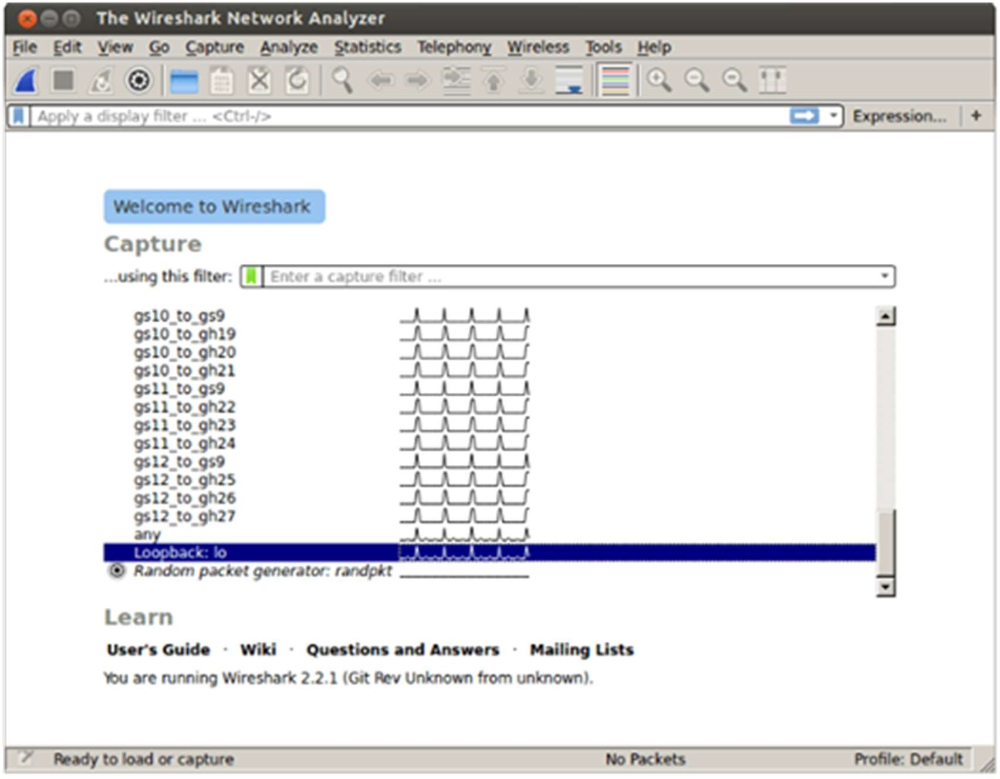 The Wireshark Network Analyzer
File Edit View Go Capture Analyze Statistics Telephony Wireless Tools Help
Apply a display filter ... <Ctrl-/> Expression... +
Welcome to Wireshark
Capture
...using this filter: Enter a capture filter ...
gs10_to_gs9
gs10_to_gh19
gs10_to_gh20
gs10_to_gh21
gs11_to_gs9
gs11_to_gh22
gs11_to_gh23
gs11_to_gh24
gs12_to_gs9
gs12_to_gh25
gs12_to_gh26
gs12_to_gh27
any
Loopback: lo
Random packet generator: randpkt
Learn
User's Guide · Wiki · Questions and Answers · Mailing Lists
You are running Wireshark 2.2.1 (Git Rev Unknown from unknown).
Ready to load or capture No Packets Profile: Default